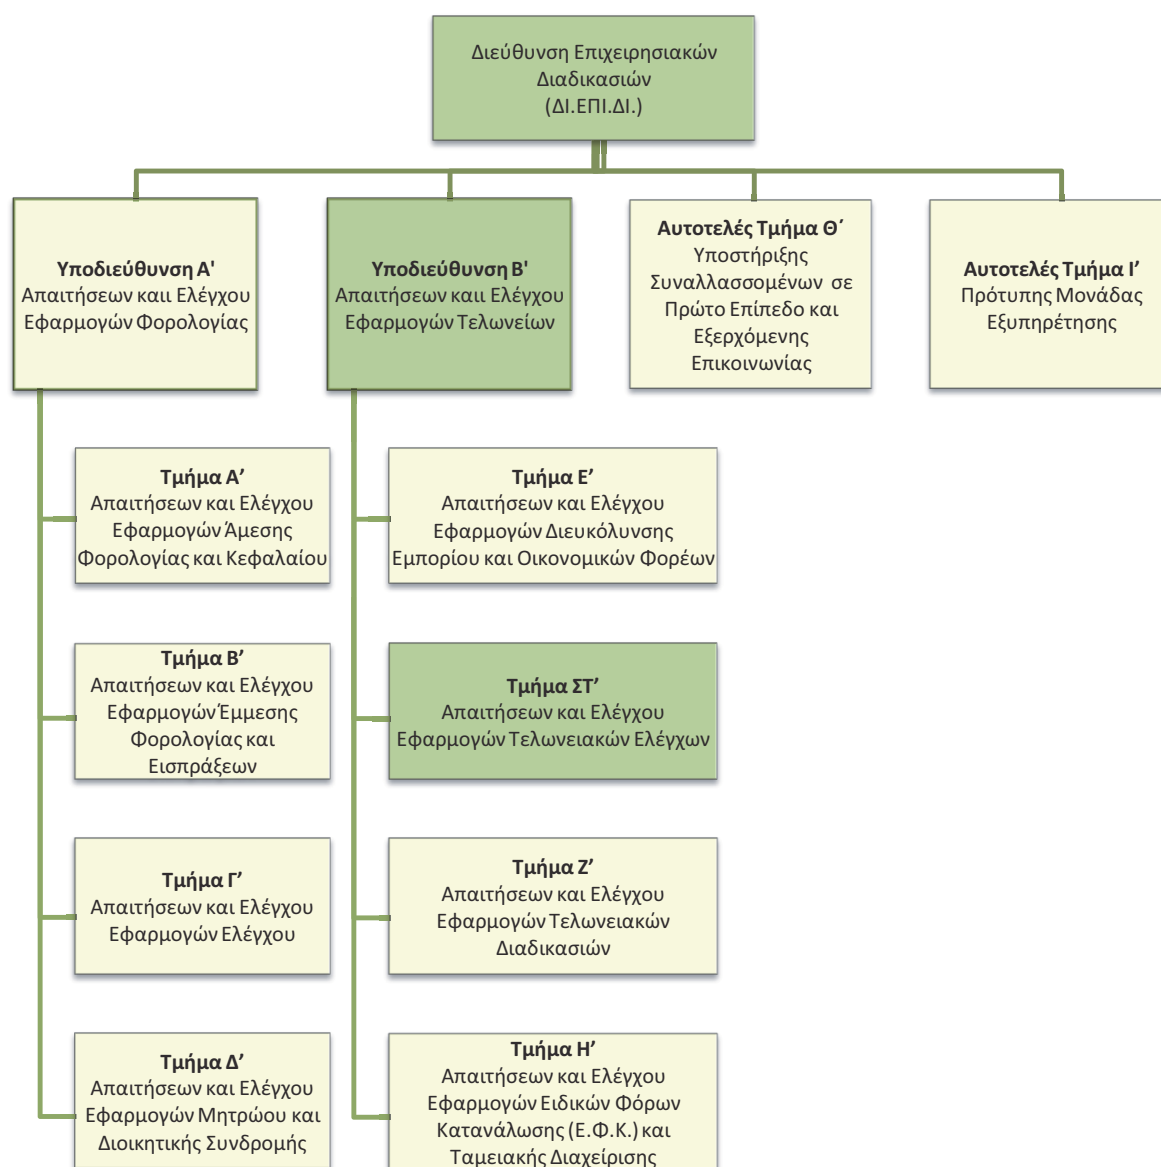 Διεύθυνση Επιχειρησιακών
Διαδικασιών
(ΔΙ.ΕΠΙ.ΔΙ.)
Υποδιεύθυνση Α'
Απαιτήσεων καιι Ελέγχου
Εφαρμογών Φορολογίας
Υποδιεύθυνση Β'
Απαιτήσεων καιι Ελέγχου
Εφαρμογών Τελωνείων
Αυτοτελές Τμήμα Θ΄
Υποστήριξης
Συναλλασσομένων σε
Πρώτο Επίπεδο και
Εξερχόμενης
Επικοινωνίας
Αυτοτελές Τμήμα Ι’
Πρότυπης Μονάδας
Εξυπηρέτησης
Τμήμα Α’
Απαιτήσεων και Ελέγχου
Εφαρμογών Άμεσης
Φορολογίας και Κεφαλαίου
Τμήμα Β’
Απαιτήσεων και Ελέγχου
Εφαρμογών Έμμεσης
Φορολογίας και
Εισπράξεων
Τμήμα Γ’
Απαιτήσεων και Ελέγχου
Εφαρμογών Ελέγχου
Τμήμα Δ’
Απαιτήσεων και Ελέγχου
Εφαρμογών Μητρώου και
Διοικητικής Συνδρομής
Τμήμα Ε’
Απαιτήσεων και Ελέγχου
Εφαρμογών Διευκόλυνσης
Εμπορίου και Οικονομικών Φορέων
Τμήμα ΣΤ’
Απαιτήσεων και Ελέγχου
Εφαρμογών Τελωνειακών Ελέγχων
Τμήμα Ζ’
Απαιτήσεων και Ελέγχου
Εφαρμογών Τελωνειακών
Διαδικασιών
Τμήμα Η’
Απαιτήσεων και Ελέγχου
Εφαρμογών Ειδικών Φόρων
Κατανάλωσης (Ε.Φ.Κ.) και
Ταμειακής Διαχείρισης